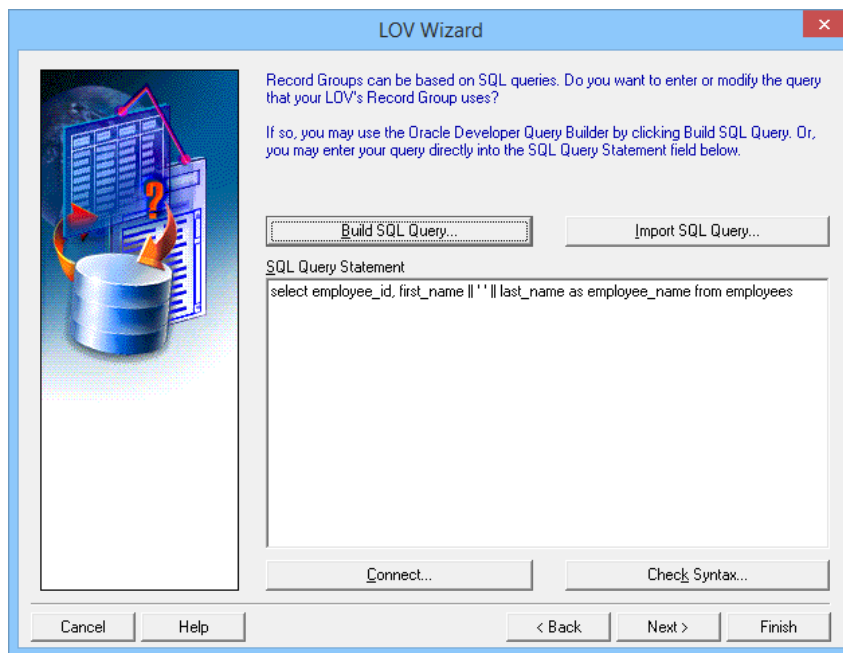 LOV Wizard
Record Groups can be based on SQL queries. Do you want to enter or modify the query
that your LOV's Record Group uses?
If so, you may use the Oracle Developer Query Builder by clicking Build SQL Query. Or,
you may enter your query directly into the SQL Query Statement field below.
Build SQL Query... Import SQL Query...
SQL Query Statement
select employee_id, first_name || ' ' || last_name as employee_name from employees
Connect... Check Syntax...
Cancel Help < Back Next > Finish